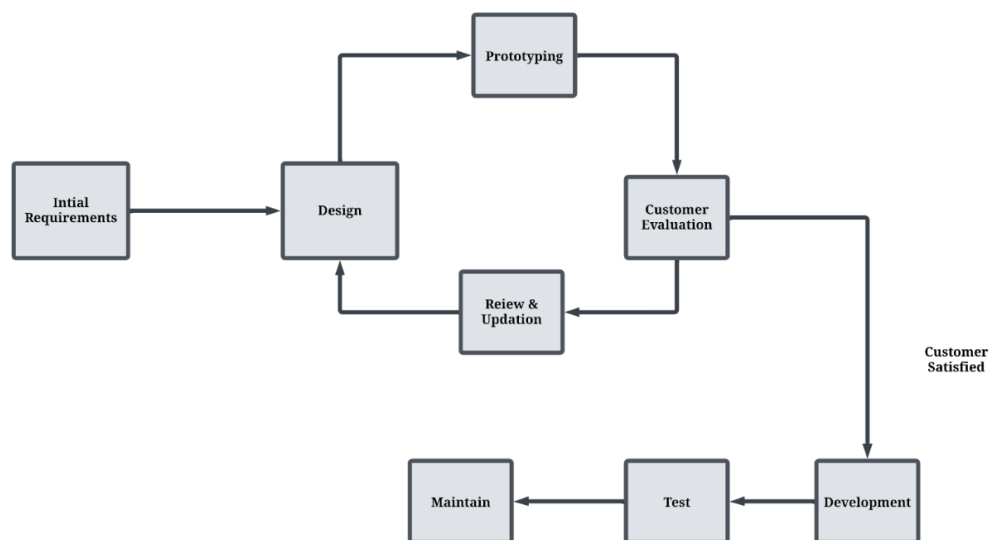 Prototyping
Intial
Requirements
Design
Customer
Evaluation
Reiew &
Updation
Customer
Satisfied
Maintain
Test
Development